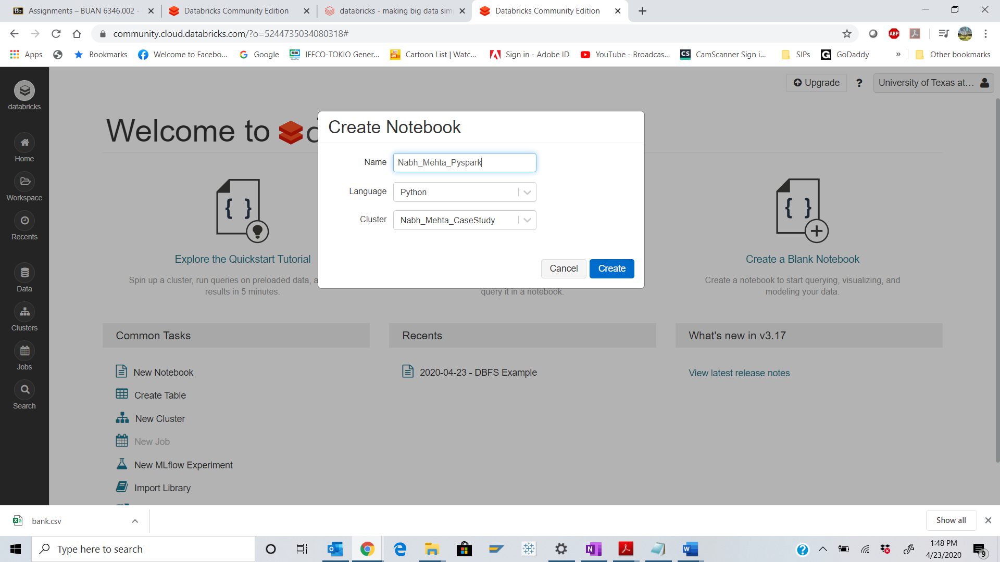 Assignments – BUAN 6346.002 -
Databricks Community Edition
databricks - making big data sim
Databricks Community Edition
community.cloud.databricks.com/?o=5244735034080318#
ABP
Apps
Bookmarks
Welcome to Facebo...
Google
IFFCO-TOKIO Gener...
Cartoon List | Watc...
Sign in - Adobe ID
YouTube - Broadcas...
CS
CamScanner Sign i...
SIPs
GoDaddy
»
Other bookmarks
databricks
Home
Workspace
Recents
Data
Clusters
Jobs
Search
Upgrade
?
University of Texas at...
Welcome to
Create Notebook
Name
Nabh_Mehta_Pyspark
Language
Python
Cluster
Nabh_Mehta_CaseStudy
Cancel
Create
Explore the Quickstart Tutorial
Spin up a cluster, run queries on preloaded data, a
results in 5 minutes.
query it in a notebook.
Create a Blank Notebook
Create a notebook to start querying, visualizing, and
modeling your data.
Common Tasks
New Notebook
Create Table
New Cluster
New Job
New MLflow Experiment
Import Library
Recents
2020-04-23 - DBFS Example
What's new in v3.17
View latest release notes
bank.csv
Show all
Type here to search
1:48 PM
4/23/2020
9